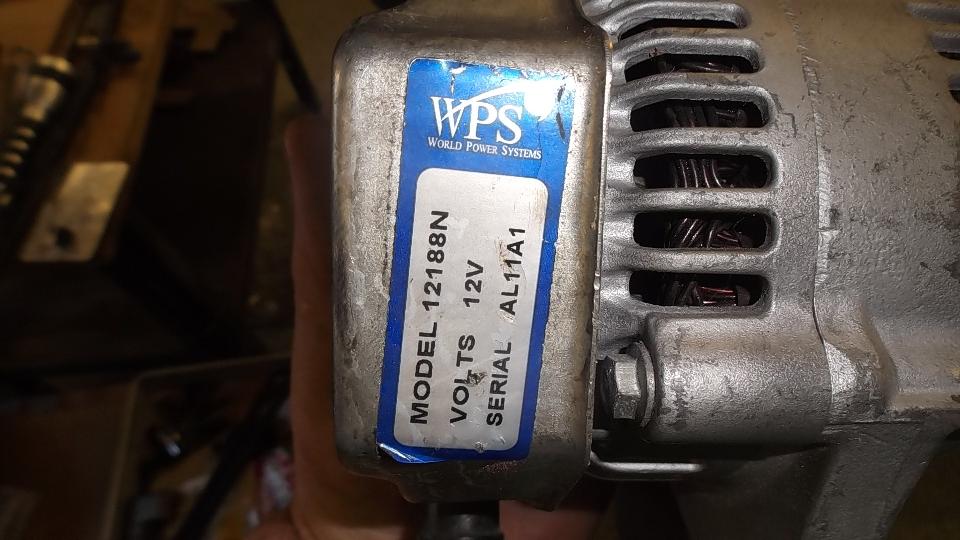 WPS
WORLD POWER SYSTEMS
MODEL 12188N
VOLTS 12V
SERIAL AL11A1